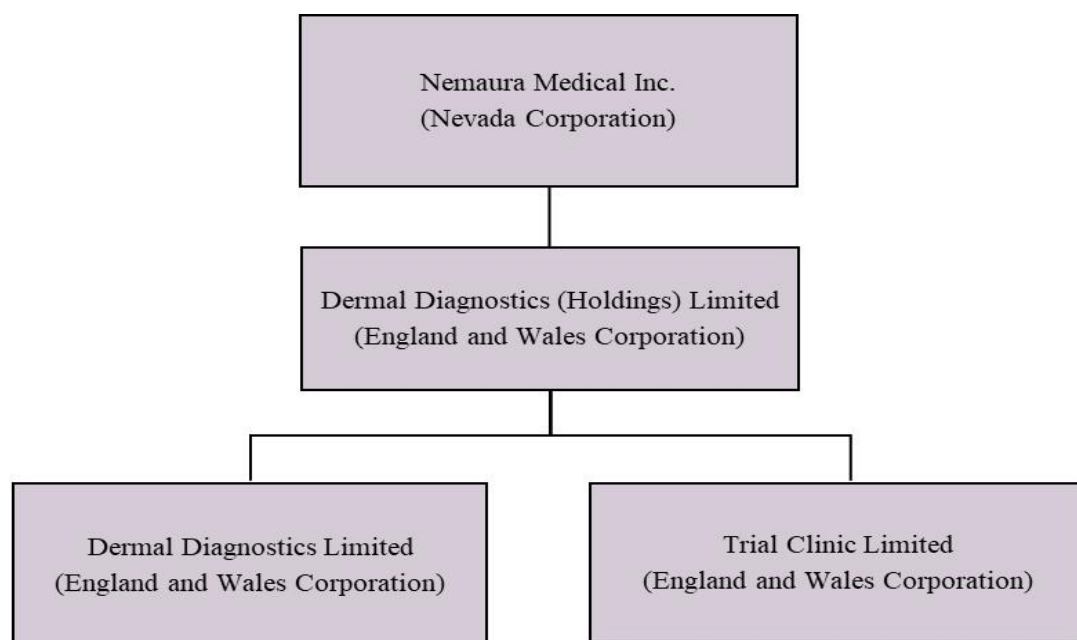 Nemaura Medical Inc.
(Nevada Corporation)
Dermal Diagnostics (Holdings) Limited
(England and Wales Corporation)
Dermal Diagnostics Limited
(England and Wales Corporation)
Trial Clinic Limited
(England and Wales Corporation)